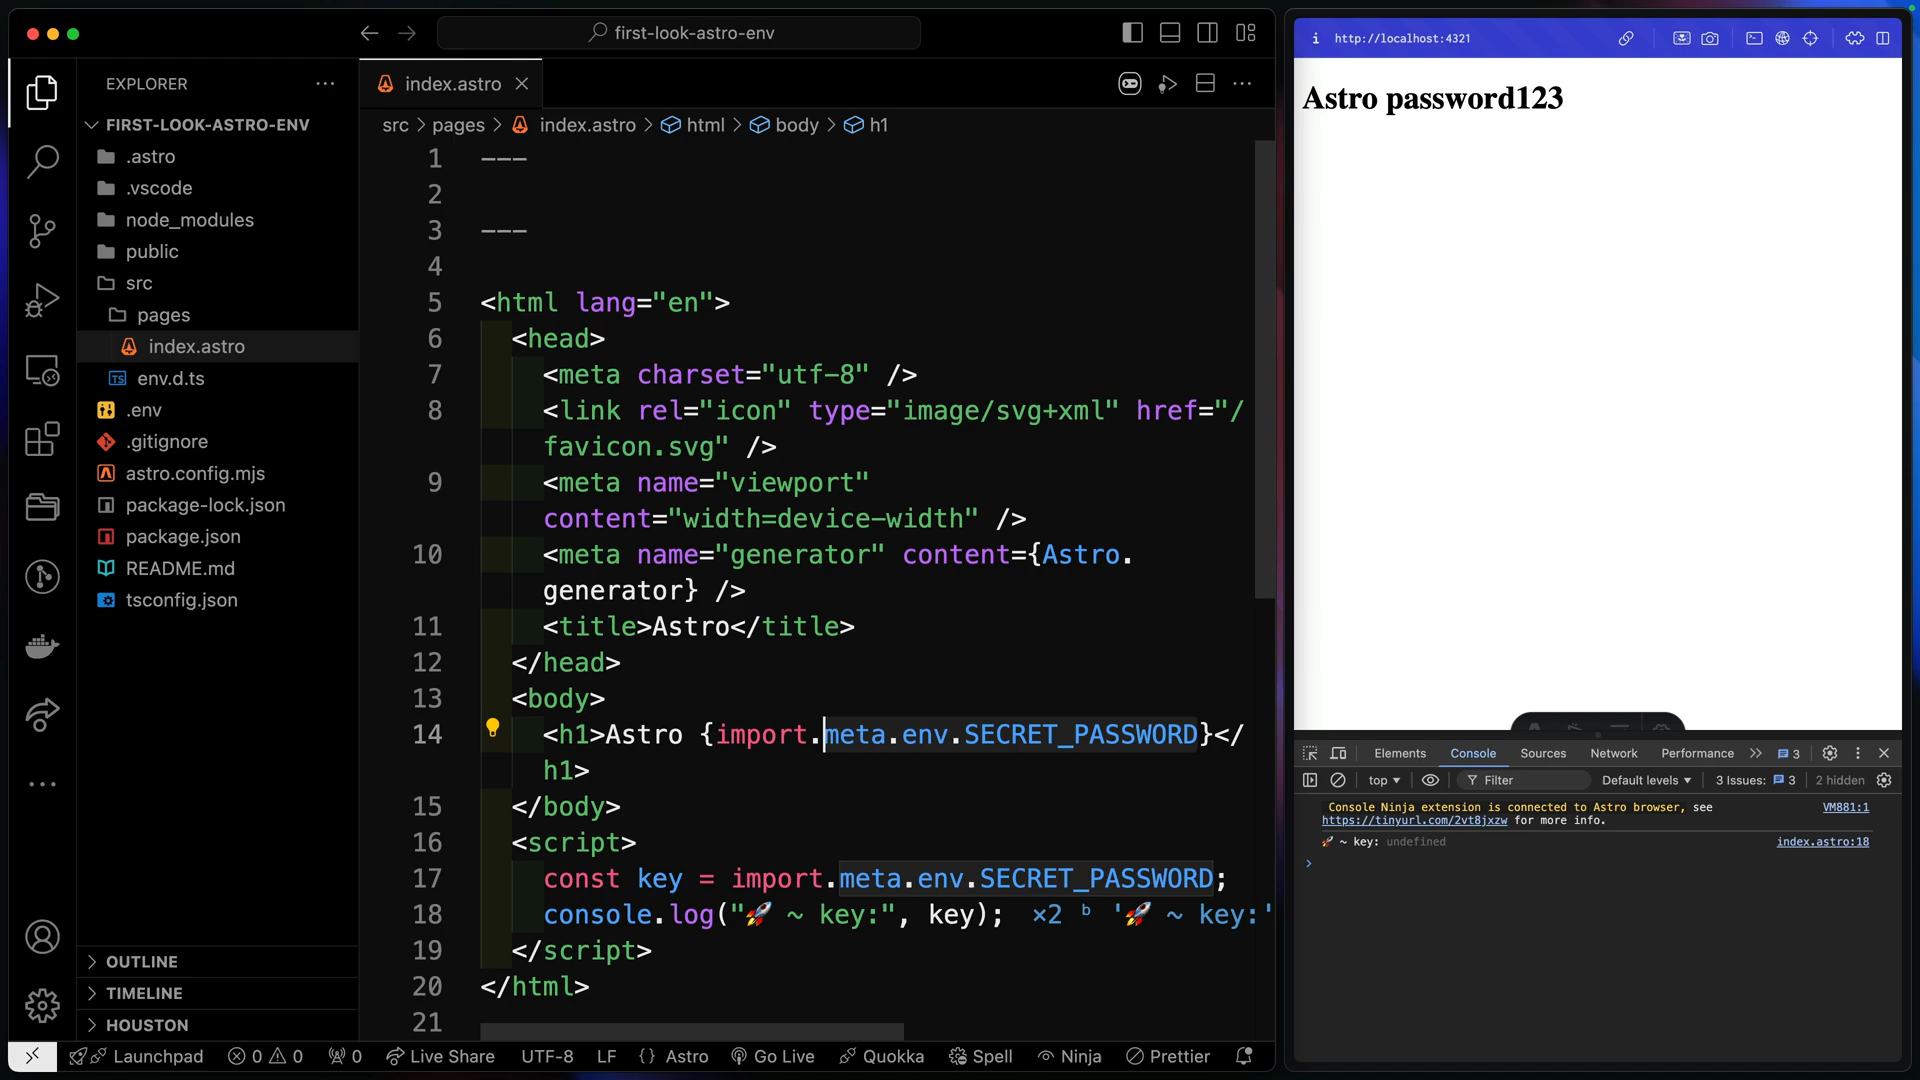 first-look-astro-env
EXPLORER
FIRST-LOOK-ASTRO-ENV
.astro
.vscode
node_modules
public
src
pages
index.astro
env.d.ts
.env
.gitignore
astro.config.mjs
package-lock.json
package.json
README.md
tsconfig.json
OUTLINE
TIMELINE
HOUSTON
index.astro
src > pages > index.astro > html > body > h1
1 ---
2
3 ---
4
5 <html lang="en">
6 <head>
7 <meta charset="utf-8" />
8 <link rel="icon" type="image/svg+xml" href="/
favicon.svg" />
9 <meta name="viewport"
content="width=device-width" />
10 <meta name="generator" content={Astro.
generator} />
11 <title>Astro</title>
12 </head>
13 <body>
14 <h1>Astro {import.meta.env.SECRET_PASSWORD}</
h1>
15 </body>
16 <script>
17 const key = import.meta.env.SECRET_PASSWORD;
18 console.log("🚀 ~ key:", key); ×2 ᵇ '🚀 ~ key:'
19 </script>
20 </html>
21
Launchpad 0 0 0 Live Share UTF-8 LF {} Astro Go Live Quokka Spell Ninja Prettier
http://localhost:4321
Astro password123
Elements Console Sources Network Performance 3
top Filter Default levels 3 Issues: 3 2 hidden
Console Ninja extension is connected to Astro browser, see VM881:1
https://tinyurl.com/2vt8jxzw for more info.
🚀 ~ key: undefined index.astro:18